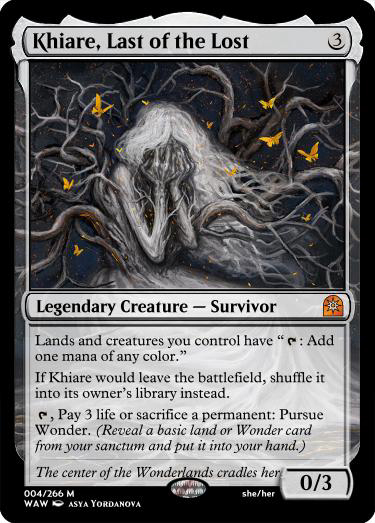 Khiare, Last of the Lost 3
Legendary Creature — Survivor
Lands and creatures you control have “T: Add
one mana of any color.”
If Khiare would leave the battlefield, shuffle it
into its owner’s library instead.
T, Pay 3 life or sacrifice a permanent: Pursue
Wonder. (Reveal a basic land or Wonder card
from your sanctum and put it into your hand.)
The center of the Wonderlands cradles her
0/3
004/266 M
she/her
WAW ASYA YORDANOVA